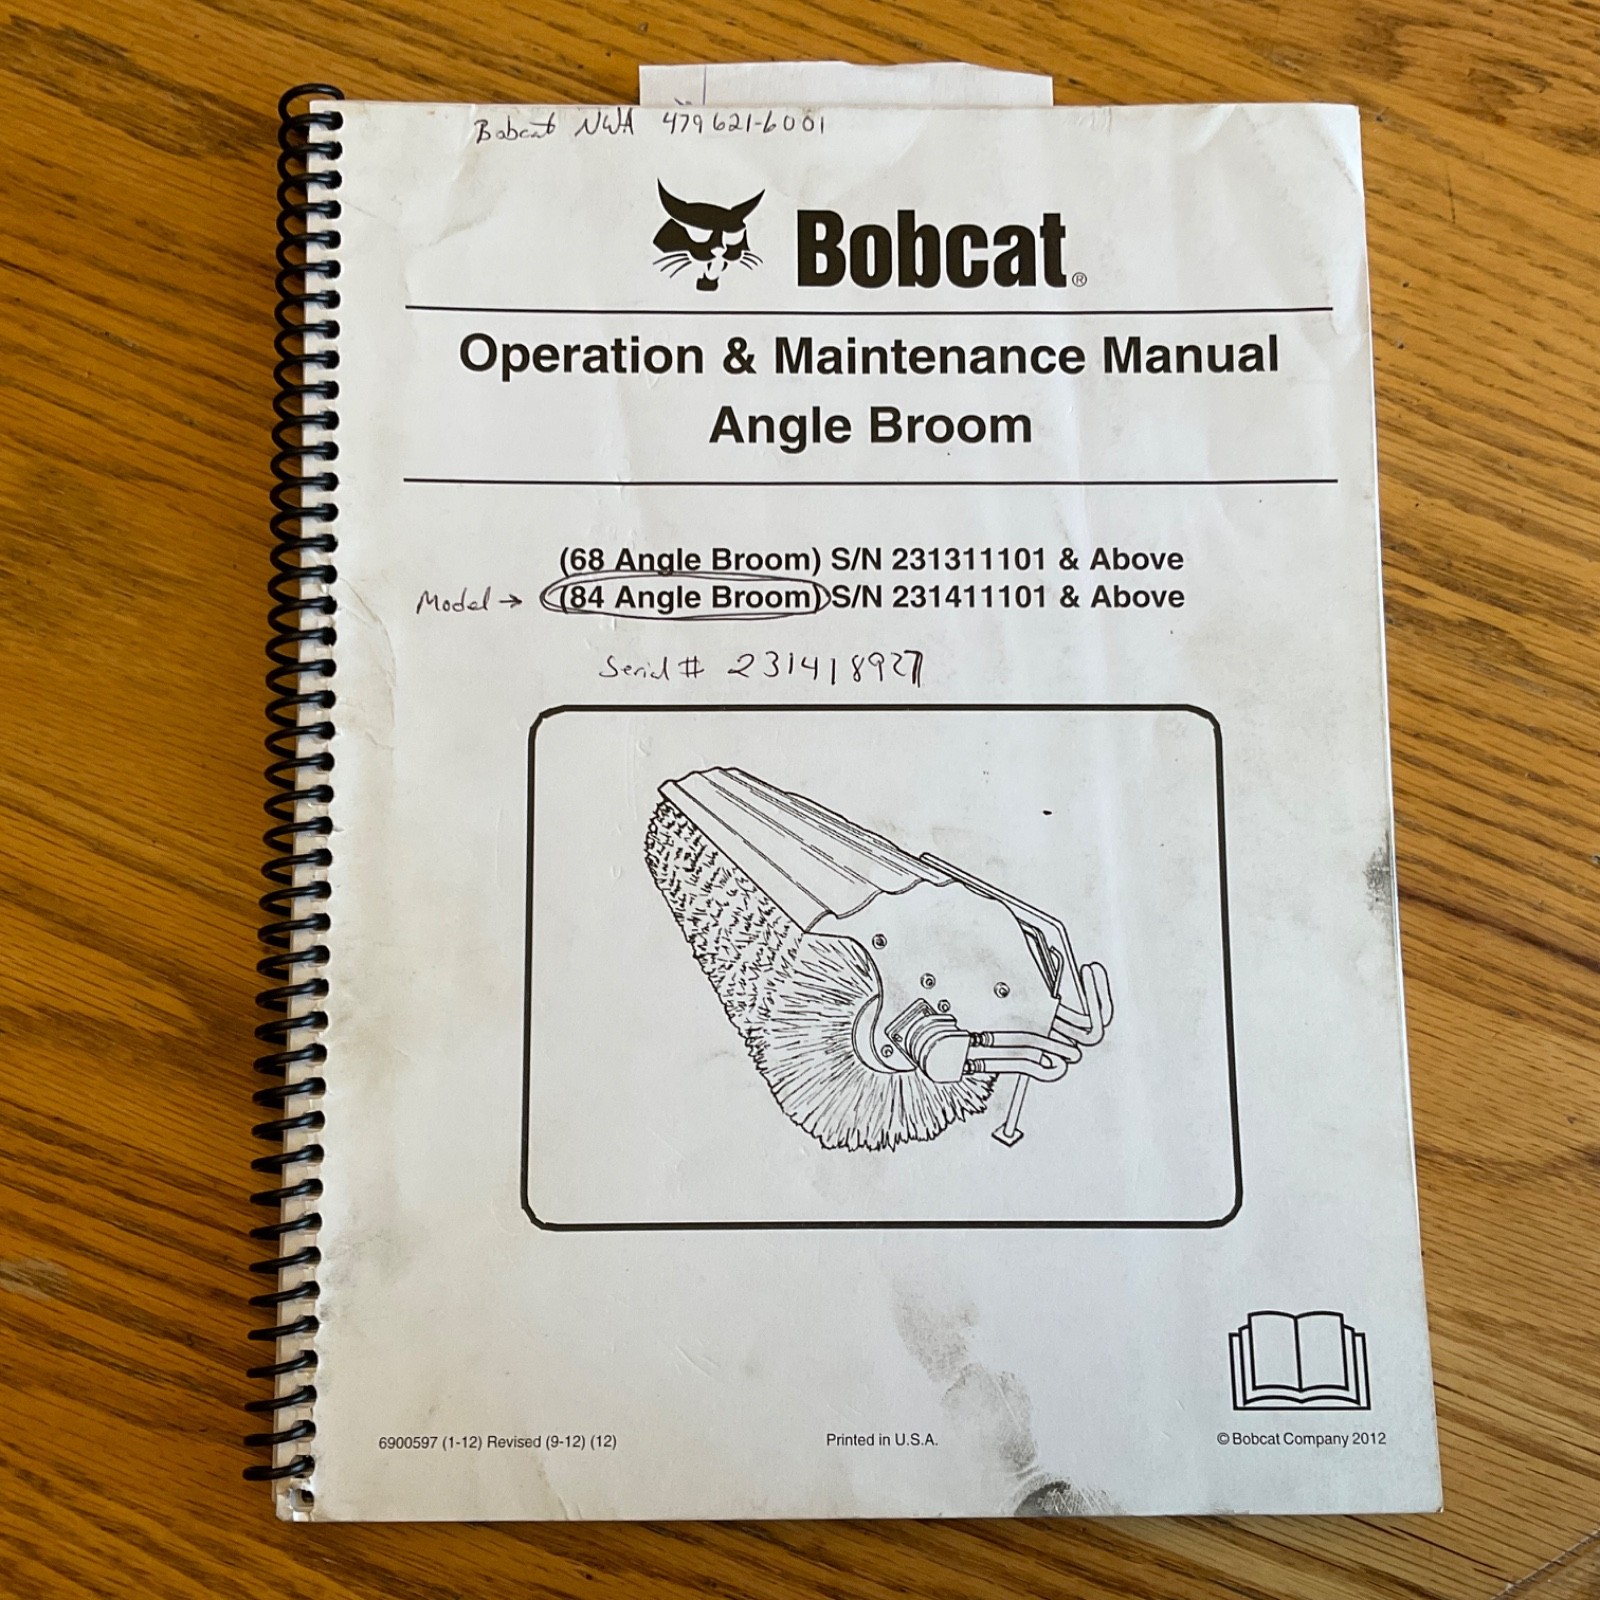 Bobcat NWA 479 621-6001
Bobcat®
Operation & Maintenance Manual
Angle Broom
(68 Angle Broom) S/N 231311101 & Above
Model → (84 Angle Broom) S/N 231411101 & Above
Serial # 231418927
6900597 (1-12) Revised (9-12) (12)
Printed in U.S.A.
© Bobcat Company 2012